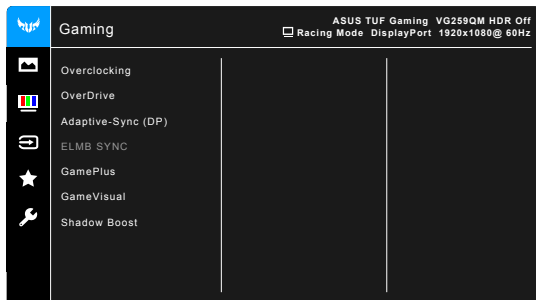 Gaming
ASUS TUF Gaming VG259QM HDR Off
Racing Mode DisplayPort 1920x1080@ 60Hz
Overclocking
OverDrive
Adaptive-Sync (DP)
ELMB SYNC
GamePlus
GameVisual
Shadow Boost